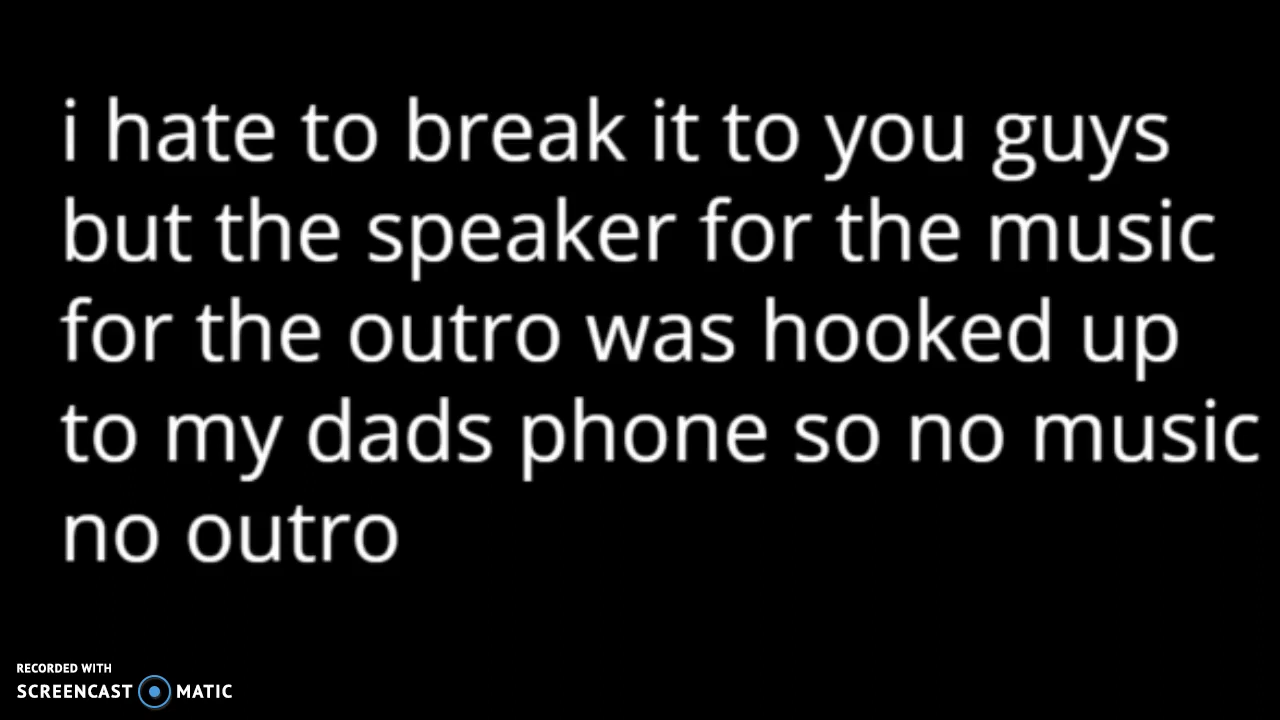 i hate to break it to you guys
but the speaker for the music
for the outro was hooked up
to my dads phone so no music
no outro
RECORDED WITH
SCREENCAST MATIC